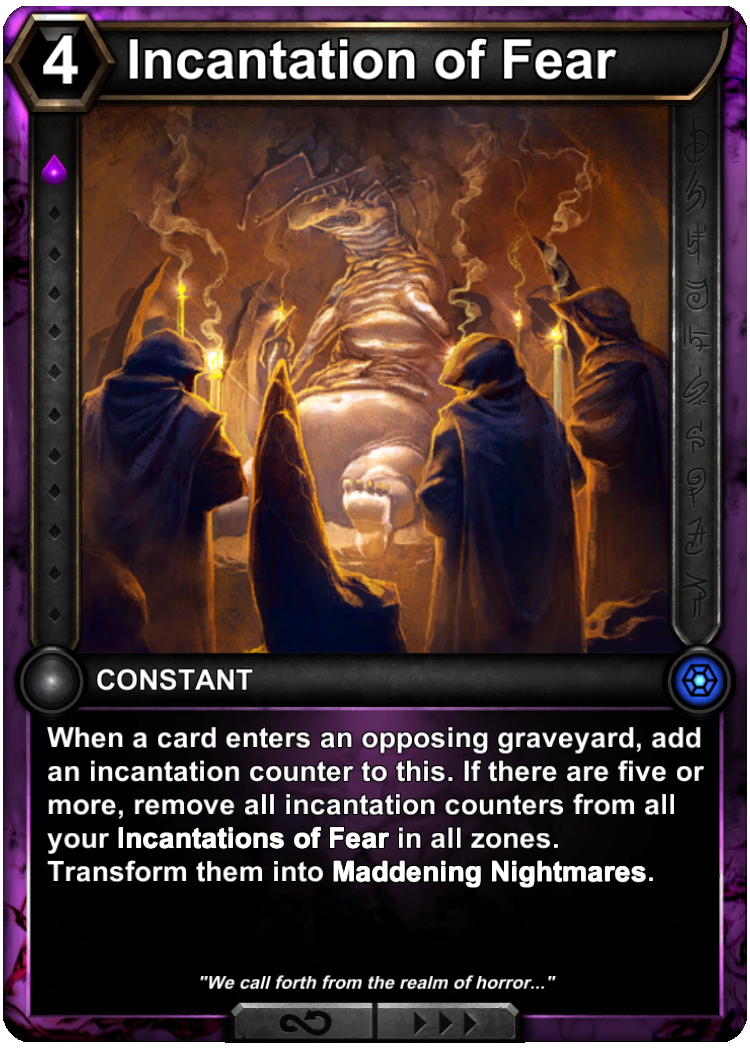 4
Incantation of Fear
CONSTANT
When a card enters an opposing graveyard, add
an incantation counter to this. If there are five or
more, remove all incantation counters from all
your Incantations of Fear in all zones.
Transform them into Maddening Nightmares.
"We call forth from the realm of horror..."